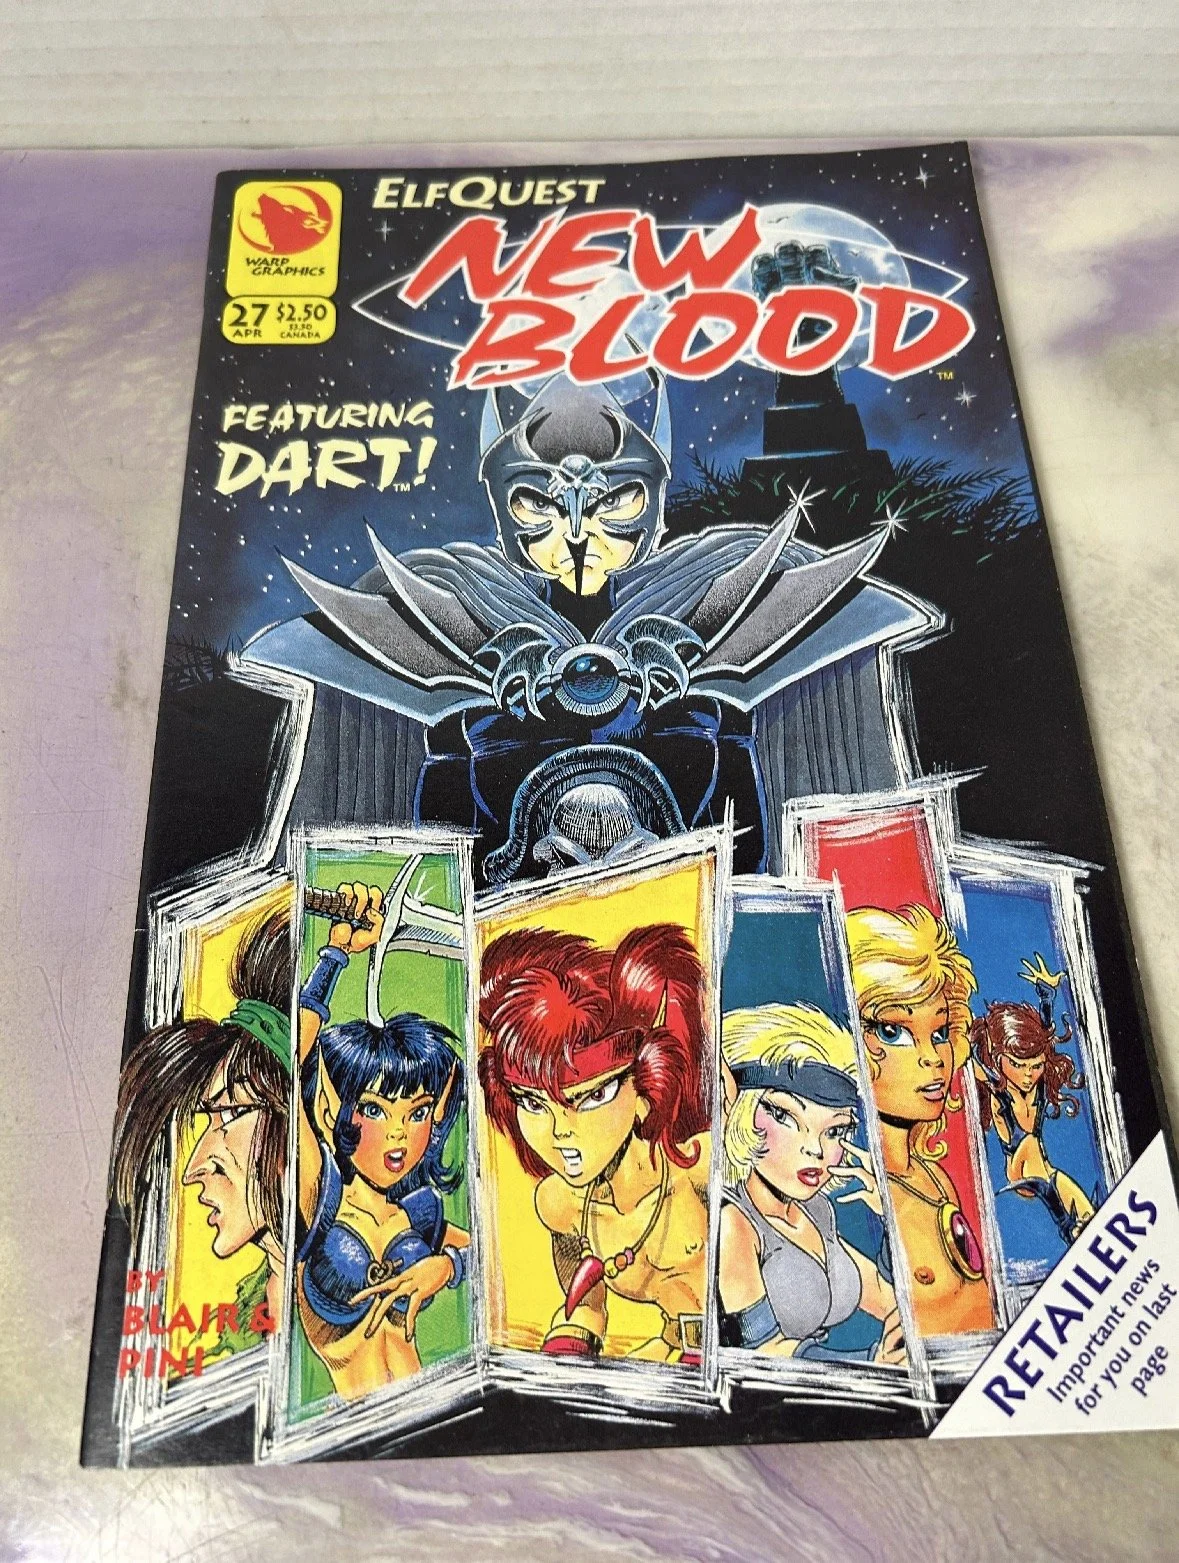 ELFQUEST
NEW
BLOOD
TM
WARP
GRAPHICS
27 $2.50
APR $3.50
CANADA
FEATURING
DART!
TM
BY
BLAIR &
PINI
RETAILERS
Important news
for you on last
page